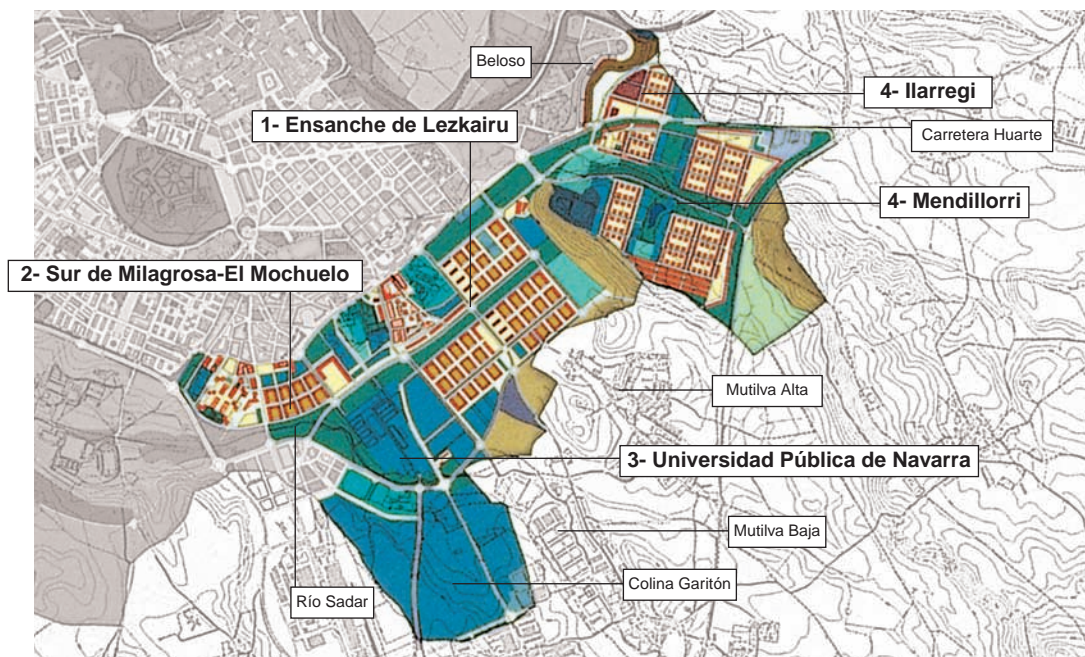 Beloso
4- Ilarregi
1- Ensanche de Lezkairu
Carretera Huarte
4- Mendillorri
2- Sur de Milagrosa-El Mochuelo
Mutilva Alta
3- Universidad Pública de Navarra
Mutilva Baja
Colina Garitón
Río Sadar